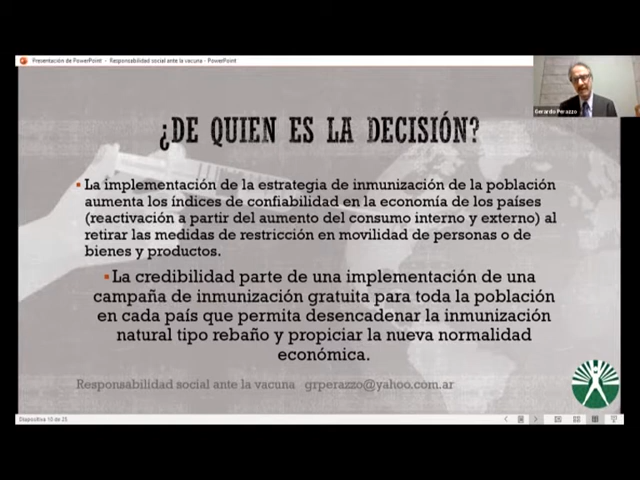 Presentación de PowerPoint - Responsabilidad social ante la vacuna - PowerPoint
Gerardo Perazzo
¿DE QUIEN ES LA DECISIÓN?
▪ La implementación de la estrategia de inmunización de la población
aumenta los índices de confiabilidad en la economía de los países
(reactivación a partir del aumento del consumo interno y externo) al
retirar las medidas de restricción en movilidad de personas o de
bienes y productos.
▪ La credibilidad parte de una implementación de una
campaña de inmunización gratuita para toda la población
en cada país que permita desencadenar la inmunización
natural tipo rebaño y propiciar la nueva normalidad
económica.
Responsabilidad social ante la vacuna grperazzo@yahoo.com.ar
Diapositiva 10 de 25